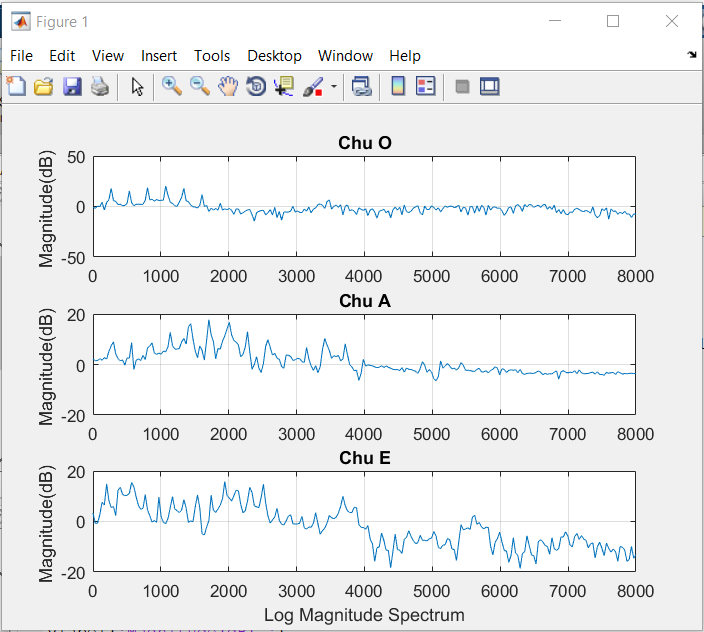 Figure 1
File Edit View Insert Tools Desktop Window Help
Chu O
Magnitude(dB)
50
0
-50
0 1000 2000 3000 4000 5000 6000 7000 8000
Chu A
Magnitude(dB)
20
0
-20
0 1000 2000 3000 4000 5000 6000 7000 8000
Chu E
Magnitude(dB)
20
0
-20
0 1000 2000 3000 4000 5000 6000 7000 8000
Log Magnitude Spectrum